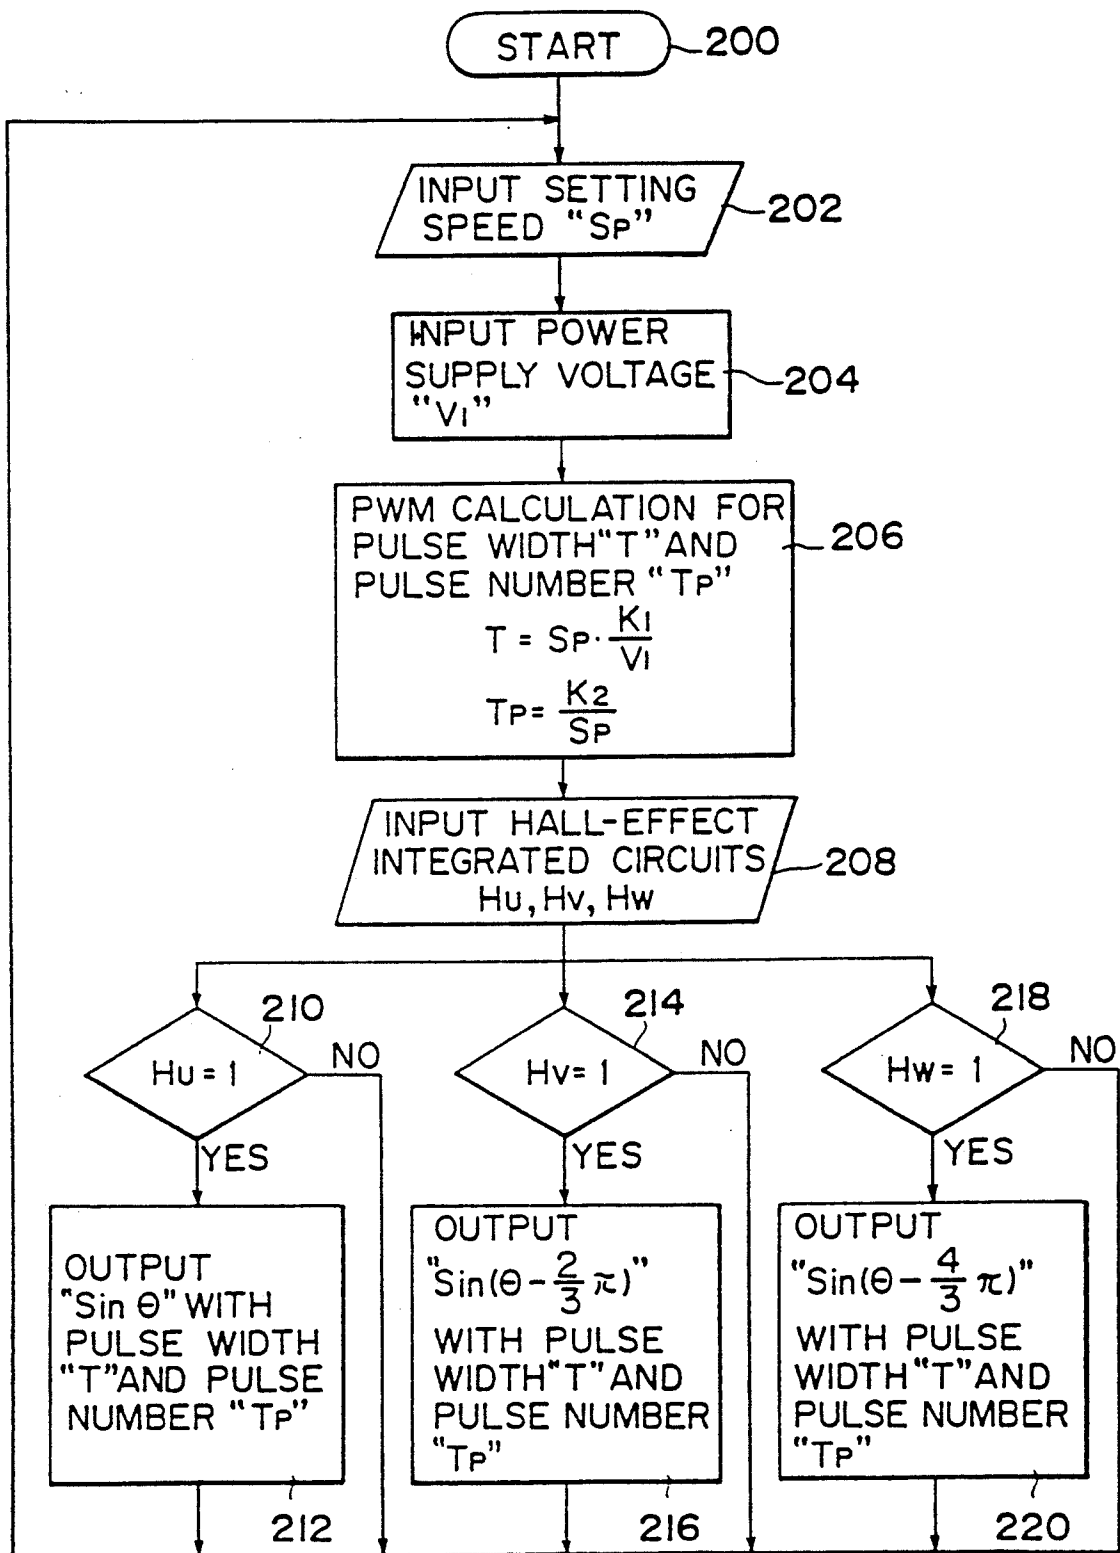 START
200
INPUT SETTING
SPEED "SP"
202
INPUT POWER
SUPPLY VOLTAGE
"V1"
204
PWM CALCULATION FOR
PULSE WIDTH "T" AND
PULSE NUMBER "TP"
T = SP · K1/V1
TP = K2/SP
206
INPUT HALL-EFFECT
INTEGRATED CIRCUITS
Hu, Hv, Hw
208
210
Hu = 1
NO
YES
214
Hv = 1
NO
YES
218
Hw = 1
NO
YES
OUTPUT
"Sin θ" WITH
PULSE WIDTH
"T" AND PULSE
NUMBER "TP"
212
OUTPUT
"Sin(θ - 2/3 π)"
WITH PULSE
WIDTH "T" AND
PULSE NUMBER
"TP"
216
OUTPUT
"Sin(θ - 4/3 π)"
WITH PULSE
WIDTH "T" AND
PULSE NUMBER
"TP"
220